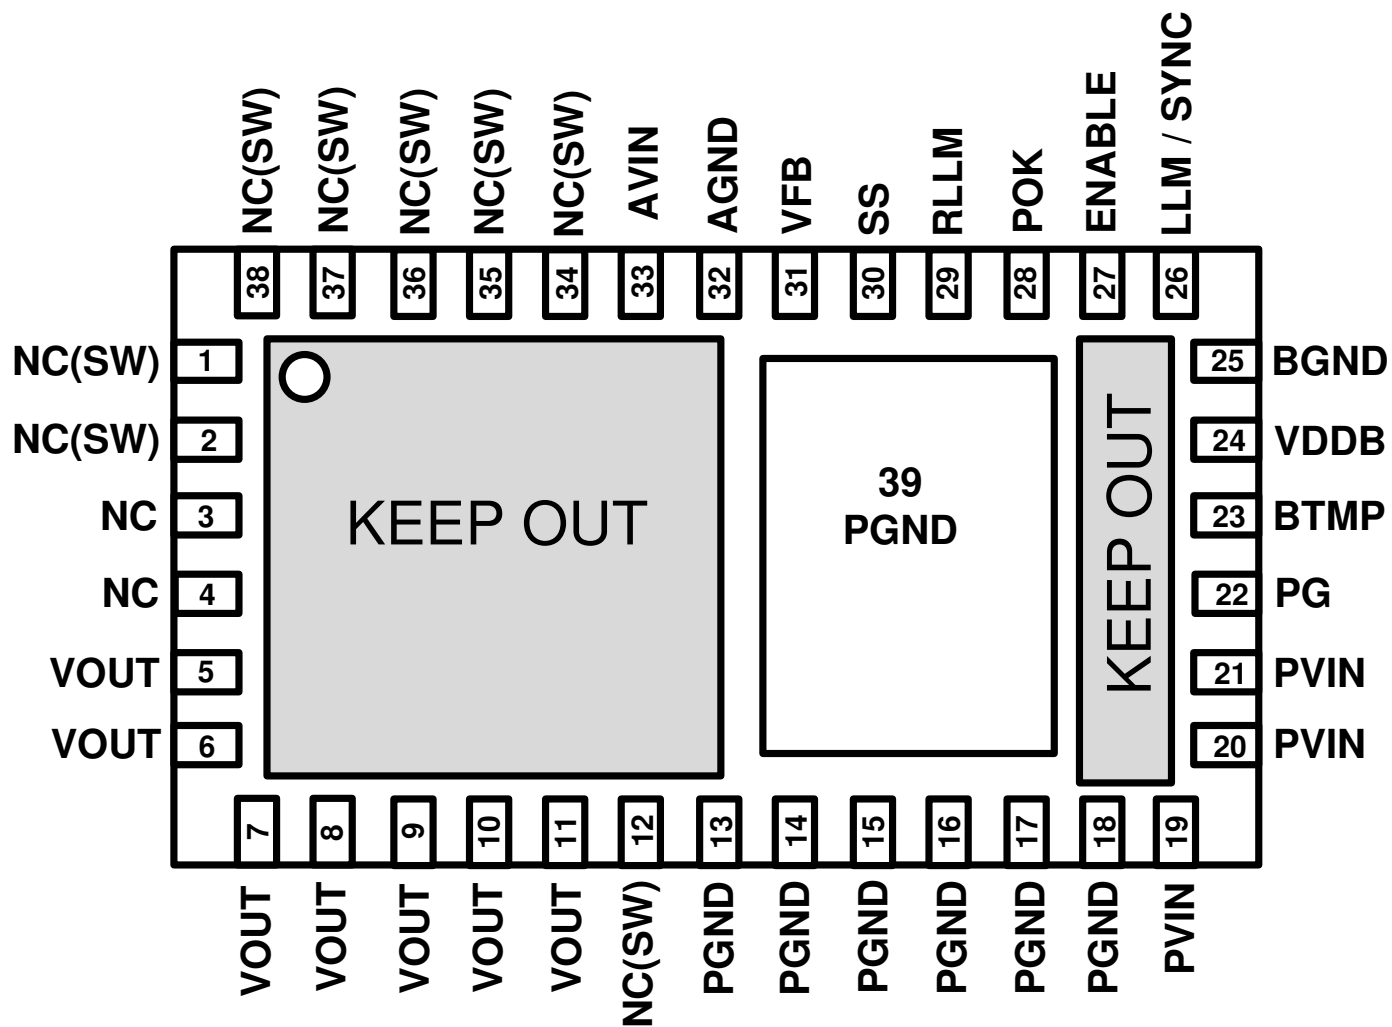 NC(SW)
NC(SW)
NC(SW)
NC(SW)
NC(SW)
AVIN
AGND
VFB
SS
RLLM
POK
ENABLE
LLM / SYNC
38
37
36
35
34
33
32
31
30
29
28
27
26
NC(SW)
1
NC(SW)
2
NC
3
NC
4
VOUT
5
VOUT
6
KEEP OUT
39
PGND
KEEP OUT
25
BGND
24
VDDB
23
BTMP
22
PG
21
PVIN
20
PVIN
7
8
9
10
11
12
13
14
15
16
17
18
19
VOUT
VOUT
VOUT
VOUT
VOUT
NC(SW)
PGND
PGND
PGND
PGND
PGND
PGND
PVIN